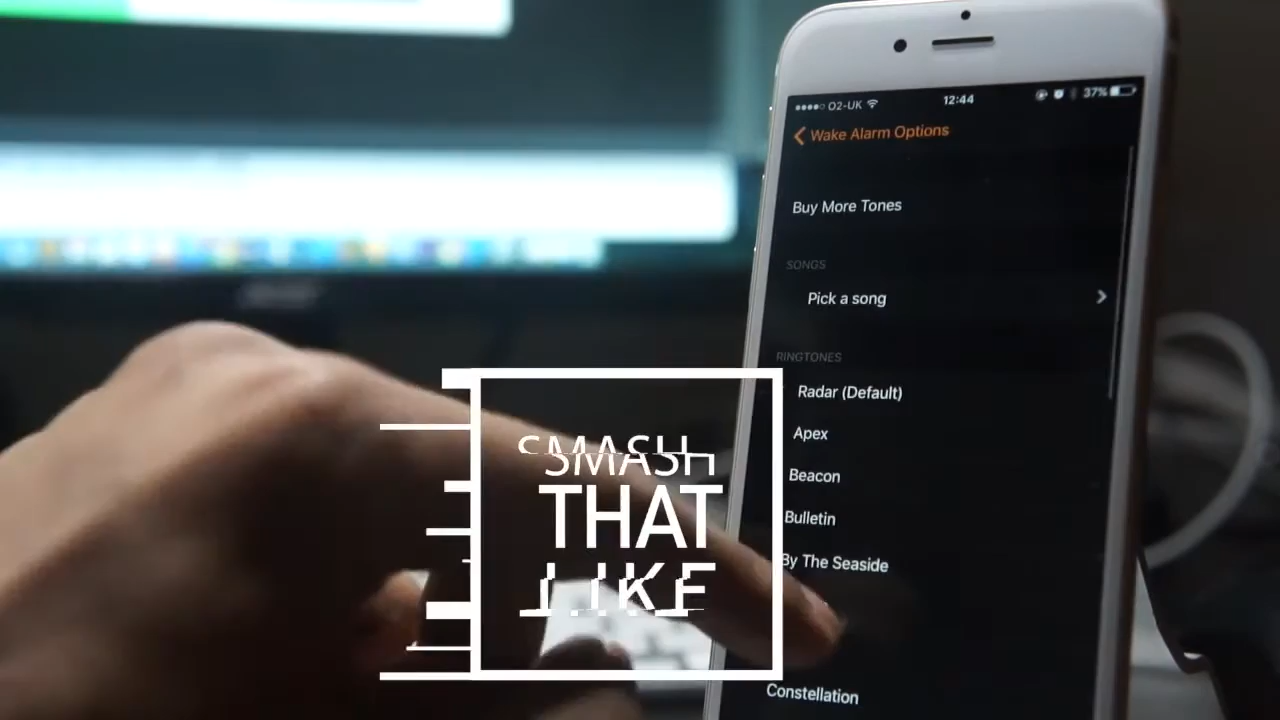 O2-UK 12:44 37%
Wake Alarm Options
Buy More Tones
SONGS
Pick a song
RINGTONES
Radar (Default)
Apex
Beacon
Bulletin
By The Seaside
Constellation
SMASH
THAT
LIKE